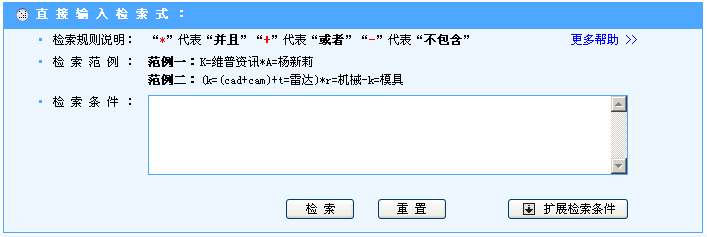 直接输入检索式：
检索规则说明： “*”代表“并且”“+”代表“或者”“-”代表“不包含” 更多帮助 >>
检索范例： 范例一：K=维普资讯*A=杨新莉
范例二：(k=(cad+cam)+t=雷达)*r=机械-k=模具
检索条件：
检索 重置 扩展检索条件